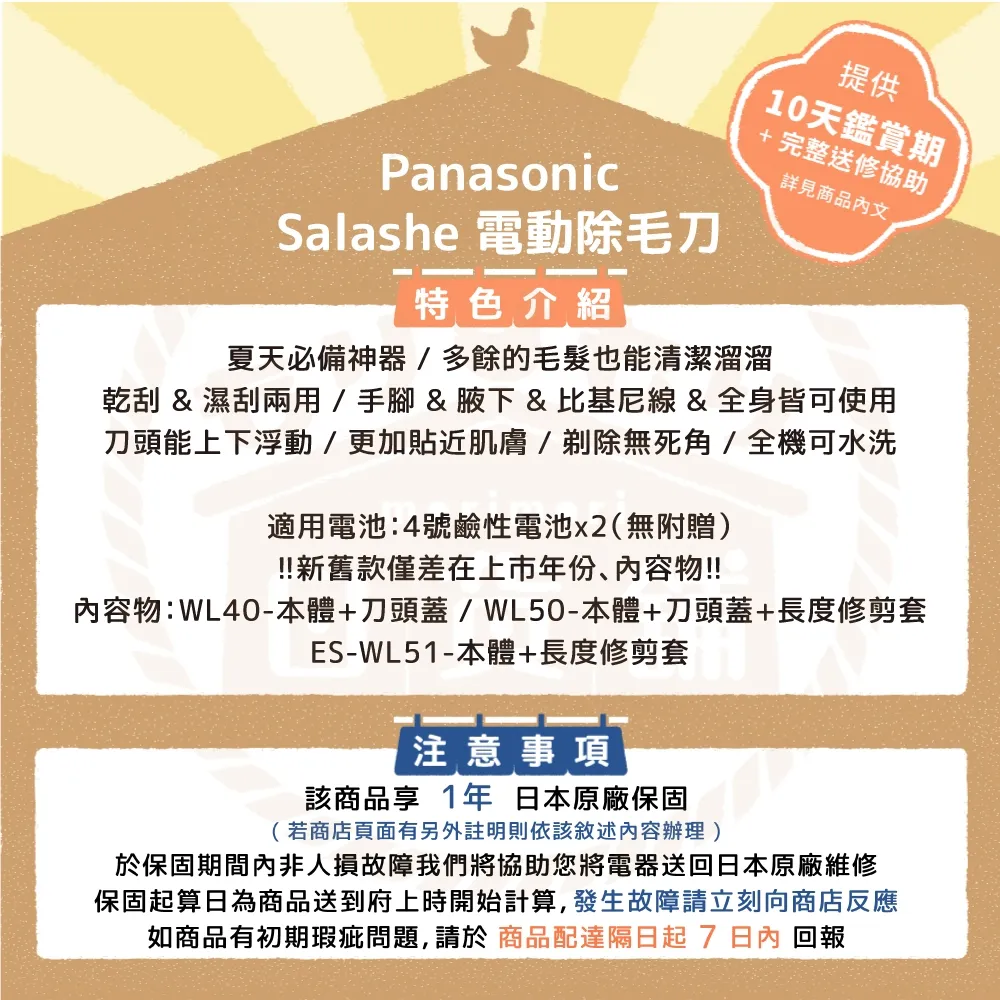 提供
10天鑑賞期
+ 完整送修協助
詳見商品內文
Panasonic
Salashe 電動除毛刀
特色介紹
夏天必備神器 / 多餘的毛髮也能清潔溜溜
乾刮 & 濕刮兩用 / 手腳 & 腋下 & 比基尼線 & 全身皆可使用
刀頭能上下浮動 / 更加貼近肌膚 / 剃除無死角 / 全機可水洗
適用電池:4號鹼性電池x2(無附贈)
!!新舊款僅差在上市年份、內容物!!
內容物:WL40-本體+刀頭蓋 / WL50-本體+刀頭蓋+長度修剪套
ES-WL51-本體+長度修剪套
注意事項
該商品享 1年 日本原廠保固
(若商店頁面有另外註明則依該敘述內容辦理)
於保固期間內非人損故障我們將協助您將電器送回日本原廠維修
保固起算日為商品送到府上時開始計算,發生故障請立刻向商店反應
如商品有初期瑕疵問題,請於 商品配達隔日起 7 日內 回報